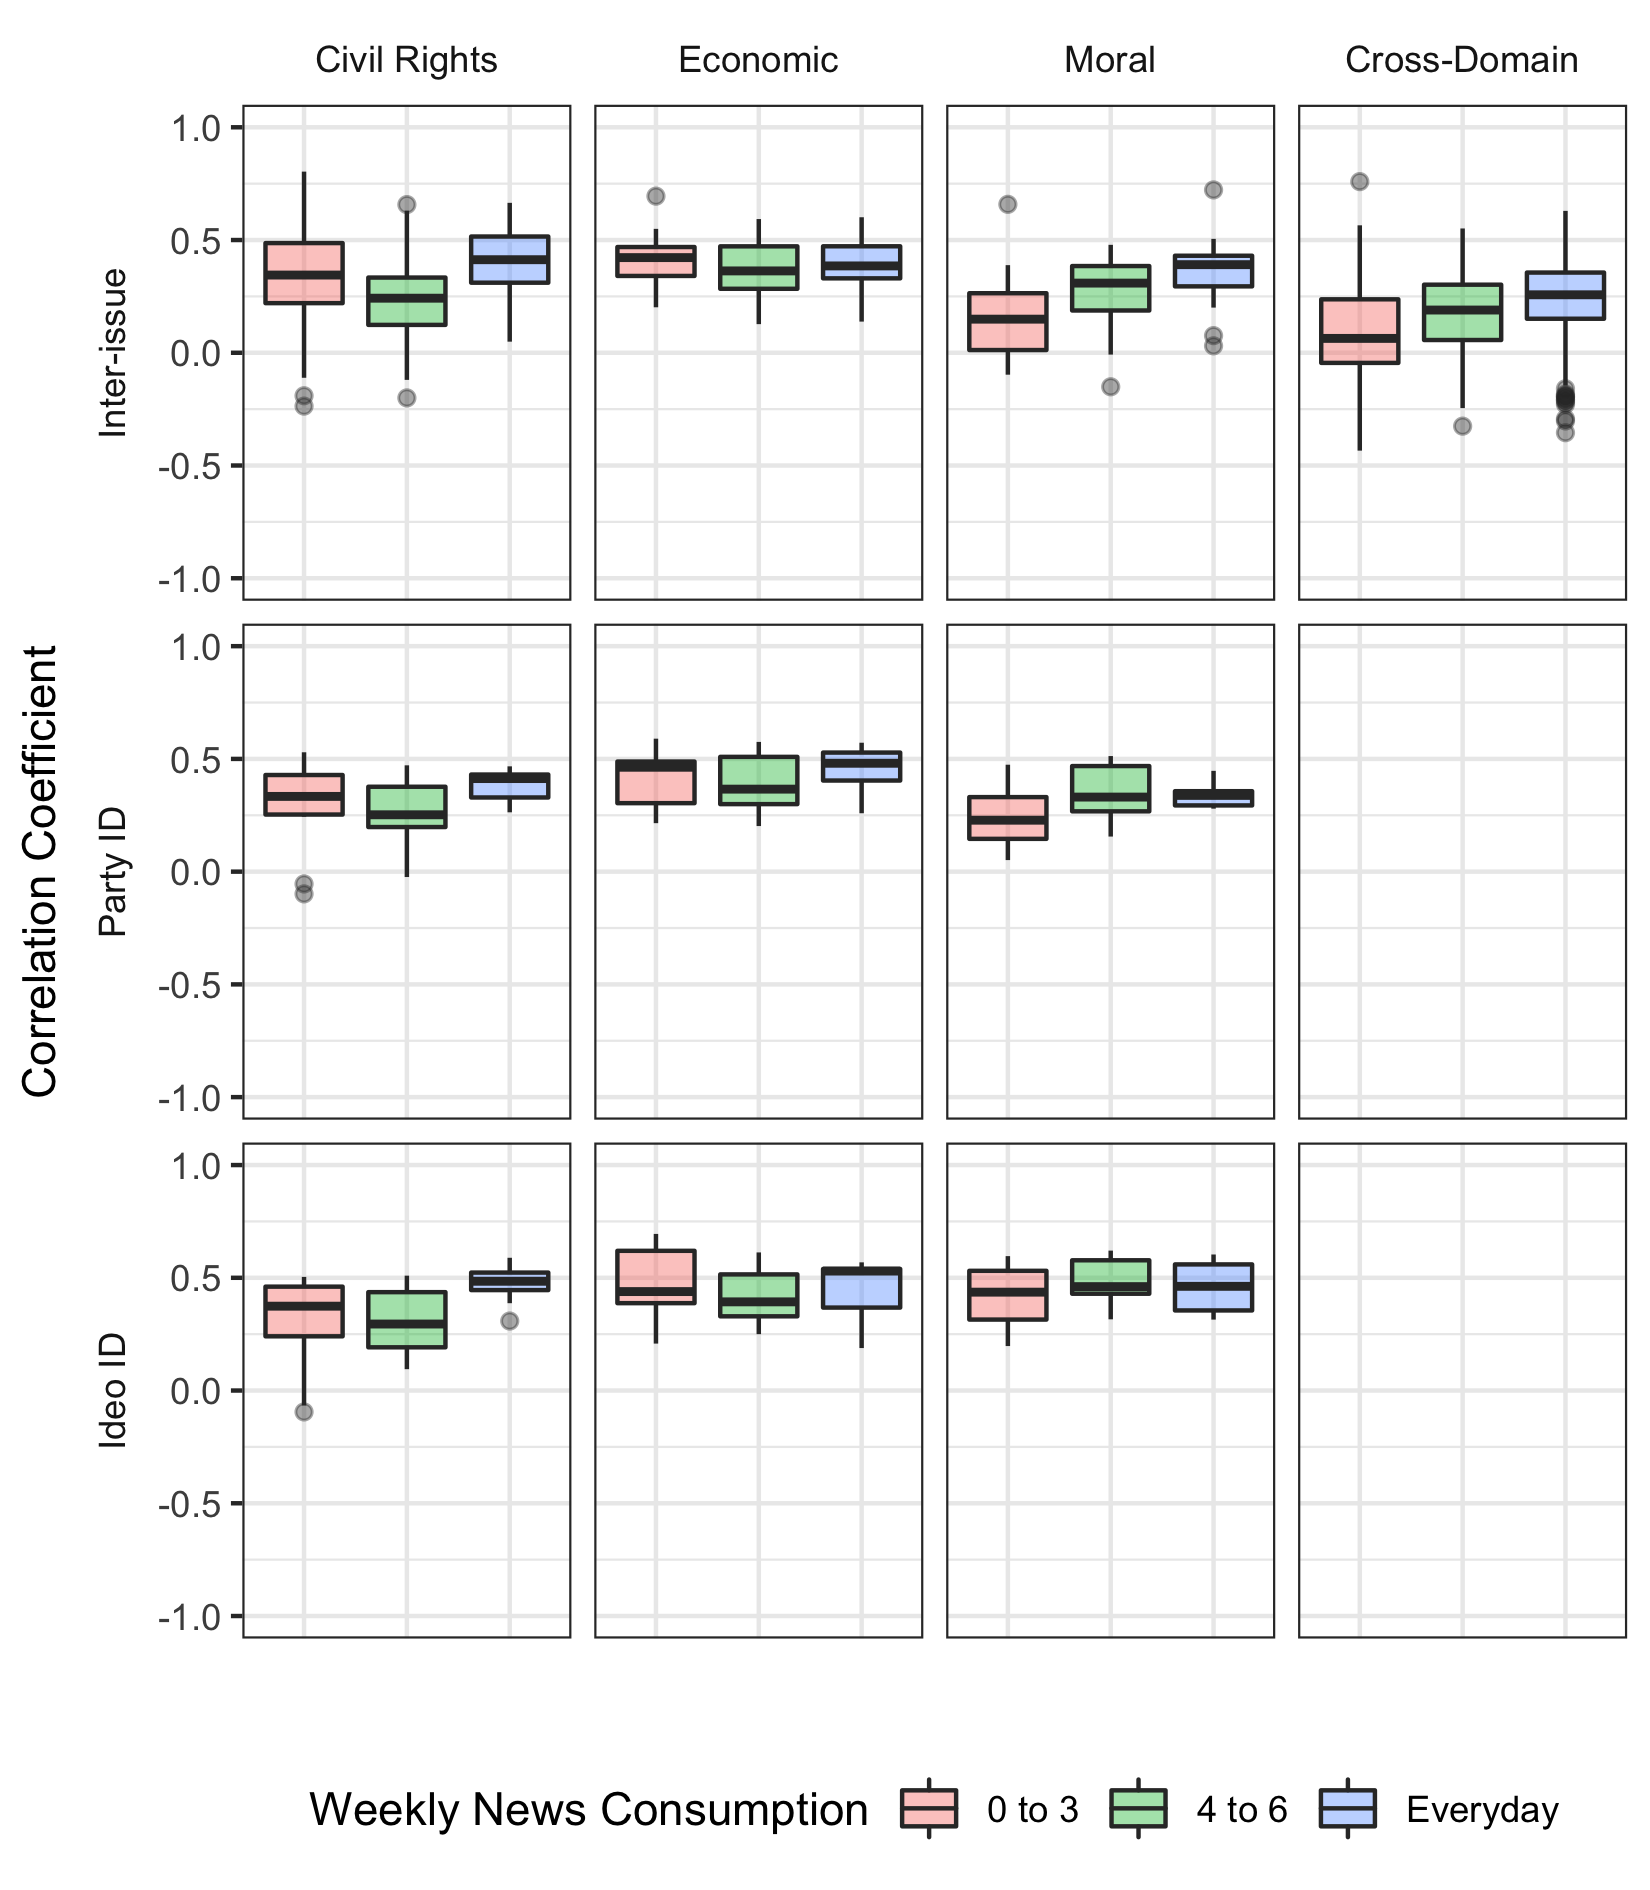 Civil Rights Economic Moral Cross-Domain
Correlation Coefficient
Inter-issue
1.0
0.5
0.0
-0.5
-1.0
Party ID
1.0
0.5
0.0
-0.5
-1.0
Ideo ID
1.0
0.5
0.0
-0.5
-1.0
Weekly News Consumption 0 to 3 4 to 6 Everyday